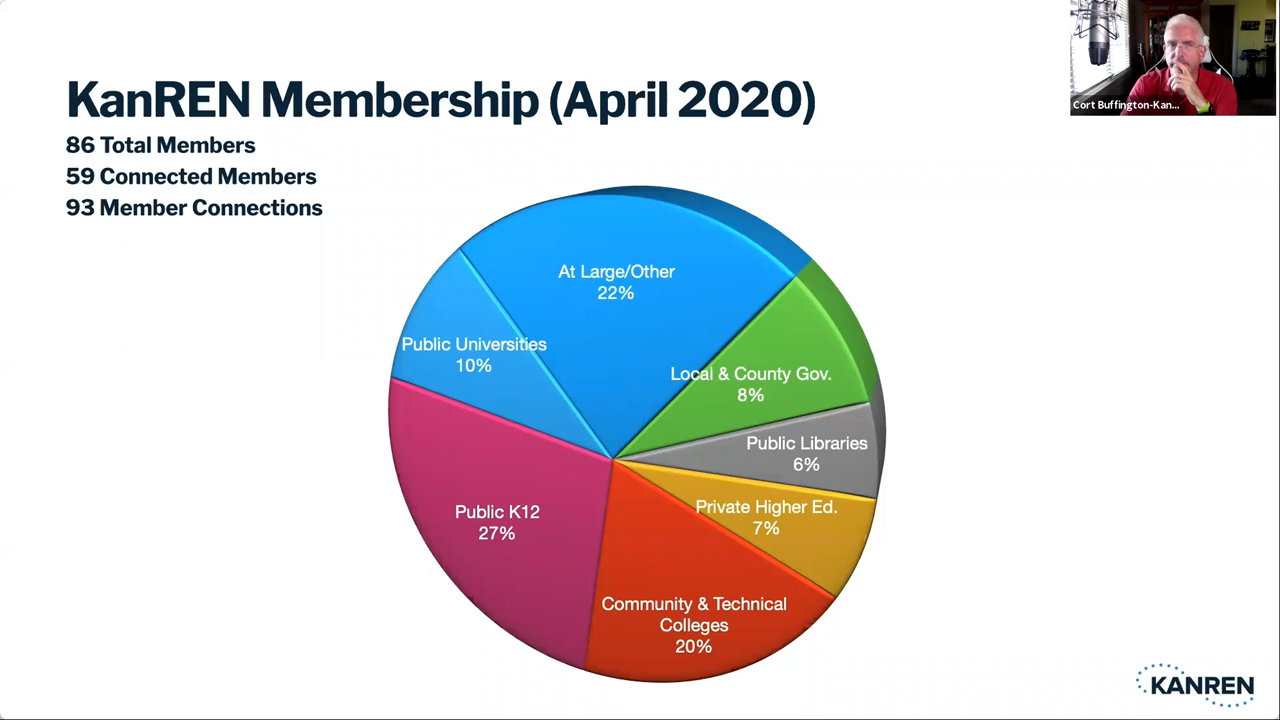 KanREN Membership (April 2020)
86 Total Members
59 Connected Members
93 Member Connections
Cort Buffington-Kan...
At Large/Other
22%
Public Universities
10%
Local & County Gov.
8%
Public Libraries
6%
Private Higher Ed.
7%
Public K12
27%
Community & Technical
Colleges
20%
KANREN